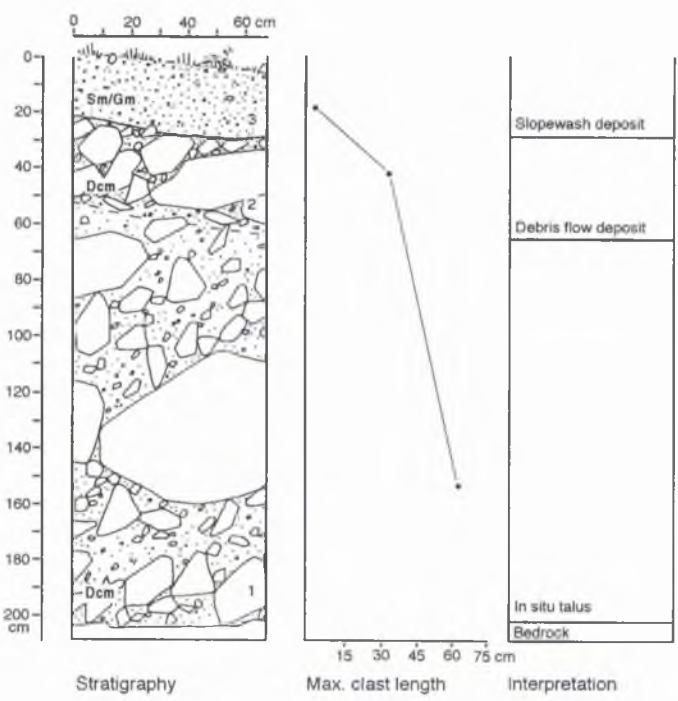 0 20 40 60 cm
0
20
40
60
80
100
120
140
160
180
200
cm
Sm/Gm
3
Dcm
2
Dcm
1
15 30 45 60 75 cm
Slopewash deposit
Debris flow deposit
In situ talus
Bedrock
Stratigraphy Max. clast length Interpretation